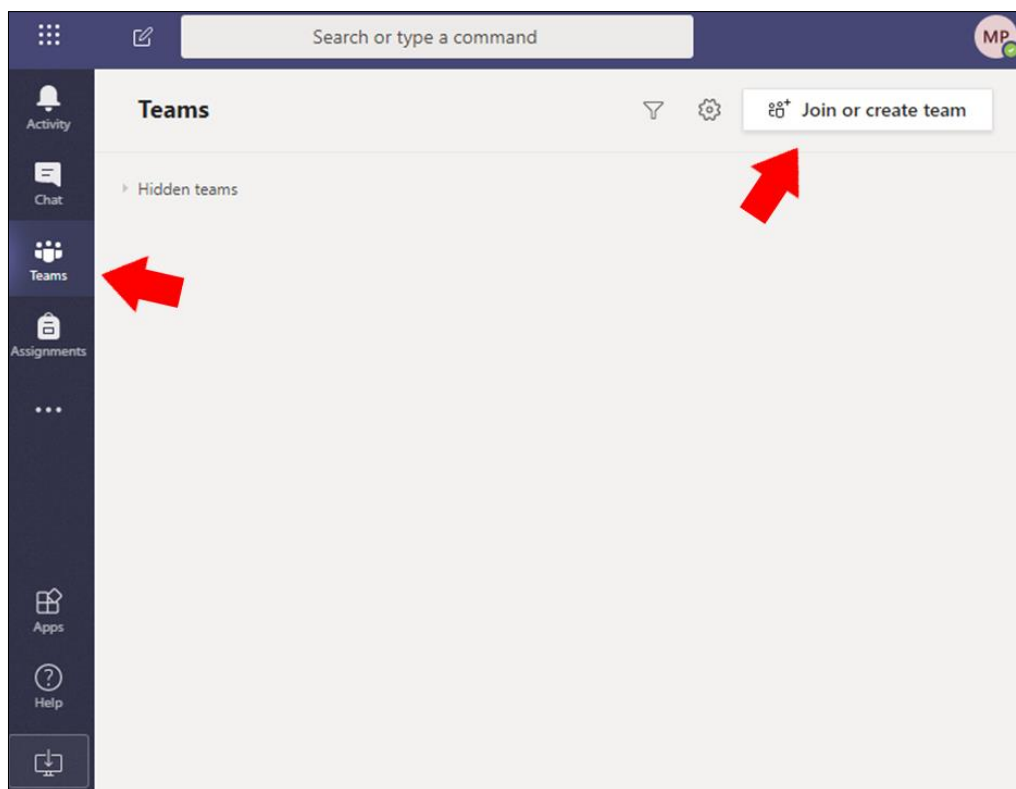 Search or type a command
MP
Activity
Chat
Teams
Assignments
Apps
Help
Teams
Join or create team
Hidden teams